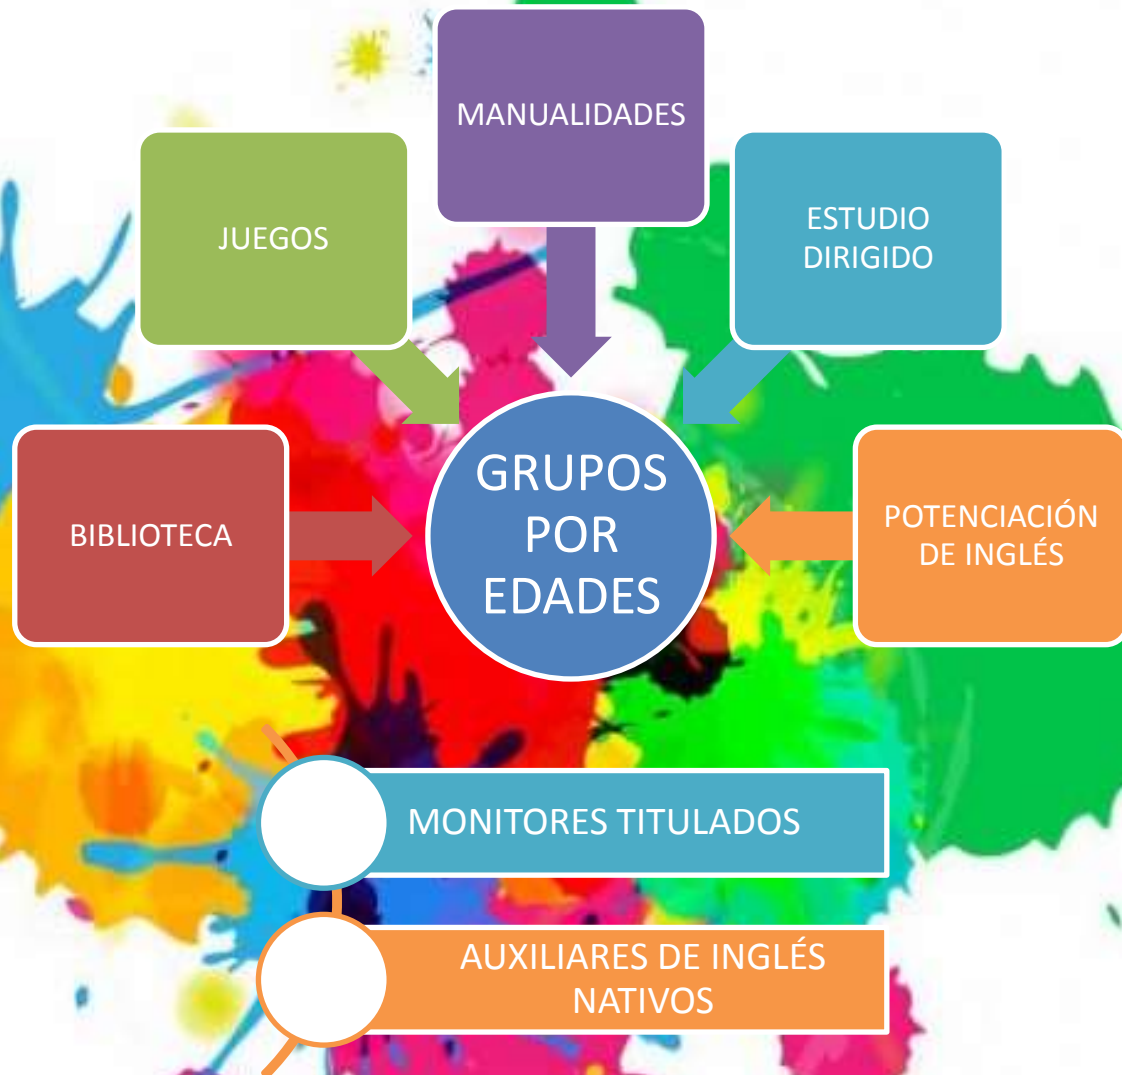 MANUALIDADES
JUEGOS
ESTUDIO
DIRIGIDO
BIBLIOTECA
GRUPOS
POR
EDADES
POTENCIACIÓN
DE INGLÉS
MONITORES TITULADOS
AUXILIARES DE INGLÉS
NATIVOS